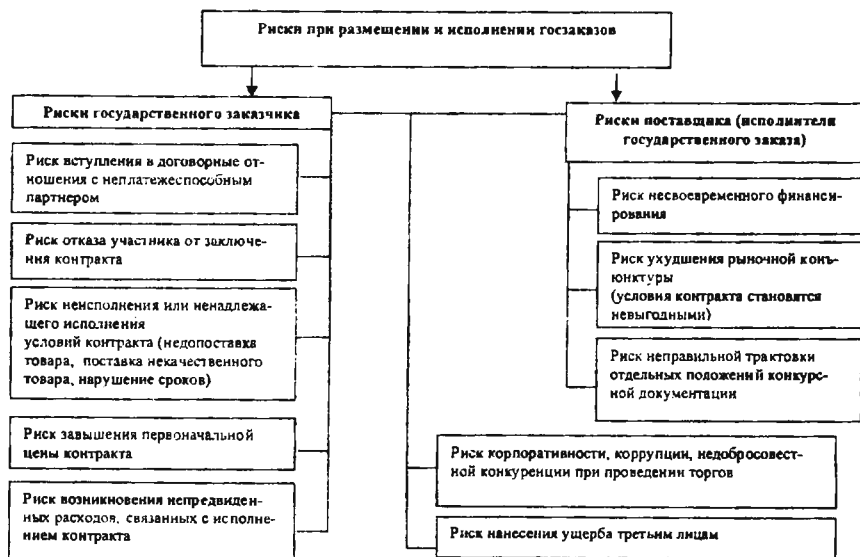 Риски при размещении и исполнении госзаказов
Риски государственного заказчика
Риск вступления в договорные от-
ношения с неплатежеспособным
партнером
Риск отказа участника от заключе-
ния контракта
Риск неисполнения или ненадлежа-
щего исполнения
условий контракта (недопоставка
товара, поставка некачественного
товара, нарушение сроков)
Риск завышения первоначальной
цены контракта
Риск возникновения непредвиден-
ных расходов, связанных с исполне-
нием контракта
Риски поставщика (исполнителя
государственного заказа)
Риск несвоевременного финанси-
рования
Риск ухудшения рыночной конъ-
юнктуры
(условия контракта становятся
невыгодными)
Риск неправильной трактовки
отдельных положений конкурс-
ной документации
Риск корпоративности, коррупции, недобросовест-
ной конкуренции при проведении торгов
Риск нанесения ущерба третьим лицам